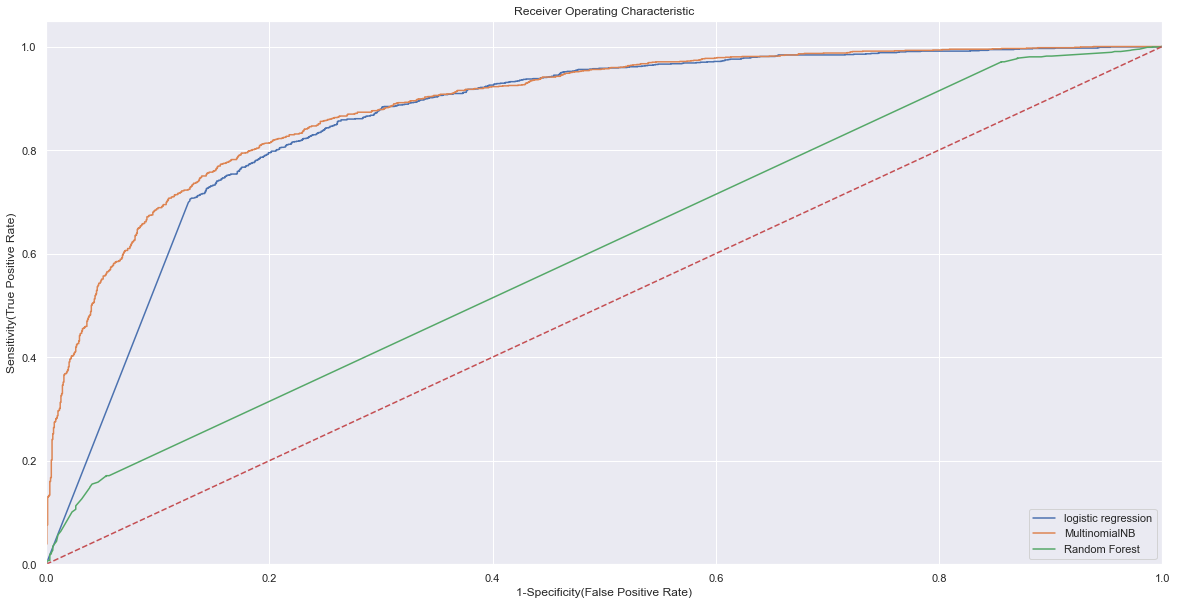 Receiver Operating Characteristic
Sensitivity(True Positive Rate)
1.0
0.8
0.6
0.4
0.2
0.0
0.0 0.2 0.4 0.6 0.8 1.0
1-Specificity(False Positive Rate)
logistic regression
MultinomialNB
Random Forest